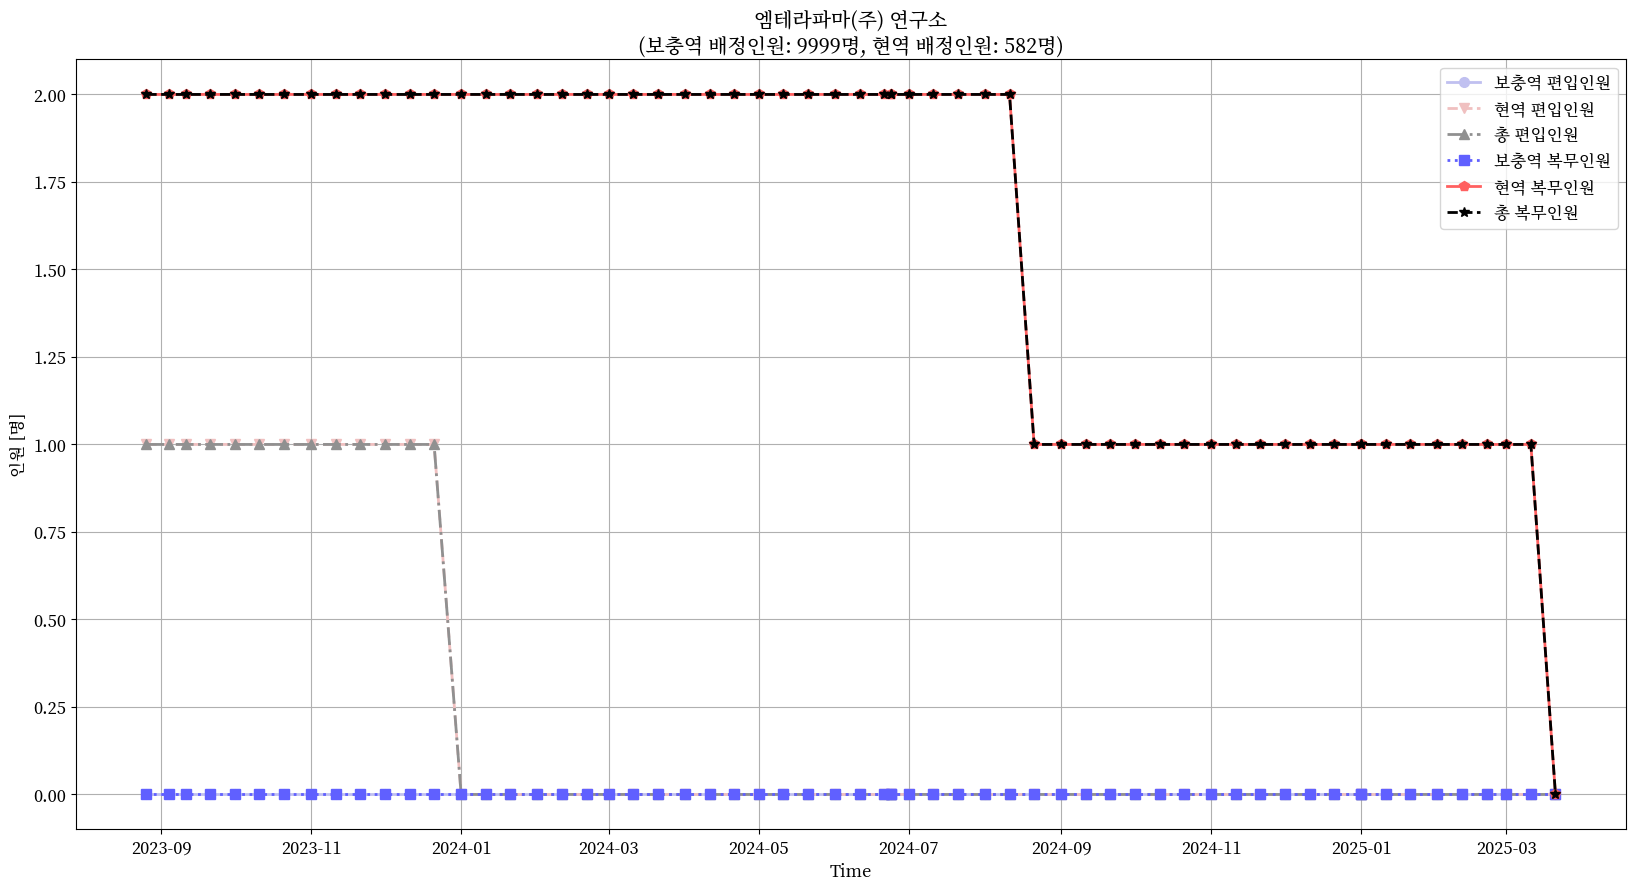 엠테라파마(주) 연구소
(보충역 배정인원: 9999명, 현역 배정인원: 582명)
보충역 편입인원
현역 편입인원
총 편입인원
보충역 복무인원
현역 복무인원
총 복무인원
인원 [명]
2.00
1.75
1.50
1.25
1.00
0.75
0.50
0.25
0.00
2023-09
2023-11
2024-01
2024-03
2024-05
2024-07
2024-09
2024-11
2025-01
2025-03
Time